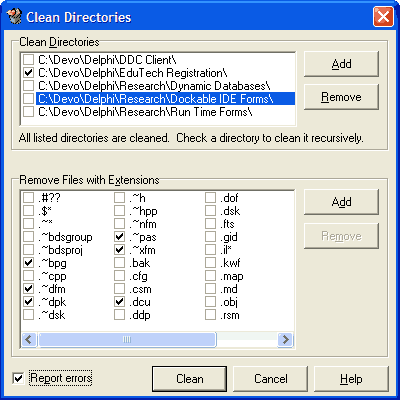 Clean Directories
Clean Directories
C:\Devo\Delphi\DDC Client\
C:\Devo\Delphi\EduTech Registration\
C:\Devo\Delphi\Research\Dynamic Databases\
C:\Devo\Delphi\Research\Dockable IDE Forms\
C:\Devo\Delphi\Research\Run Time Forms\
Add
Remove
All listed directories are cleaned. Check a directory to clean it recursively.
Remove Files with Extensions
.#??
.$*
.~*
.~bdsgroup
.~bdsproj
.~bpg
.~cpp
.~dfm
.~dpk
.~dsk
.~h
.~hpp
.~nfm
.~pas
.~xfm
.bak
.cfg
.csm
.dcu
.ddp
.dof
.dsk
.fts
.gid
.il*
.kwf
.map
.md
.obj
.rsm
Add
Remove
Report errors
Clean
Cancel
Help